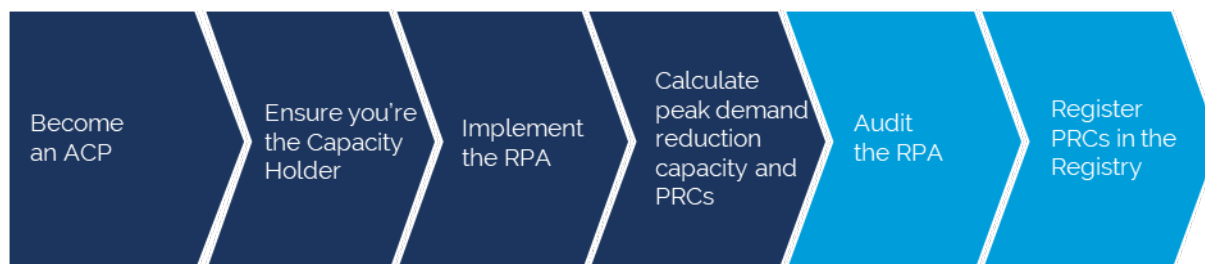 Become
an ACP
Ensure you're
the Capacity
Holder
Implement
the RPA
Calculate
peak demand
reduction
capacity and
PRCs
Audit
the RPA
Register
PRCs in the
Registry